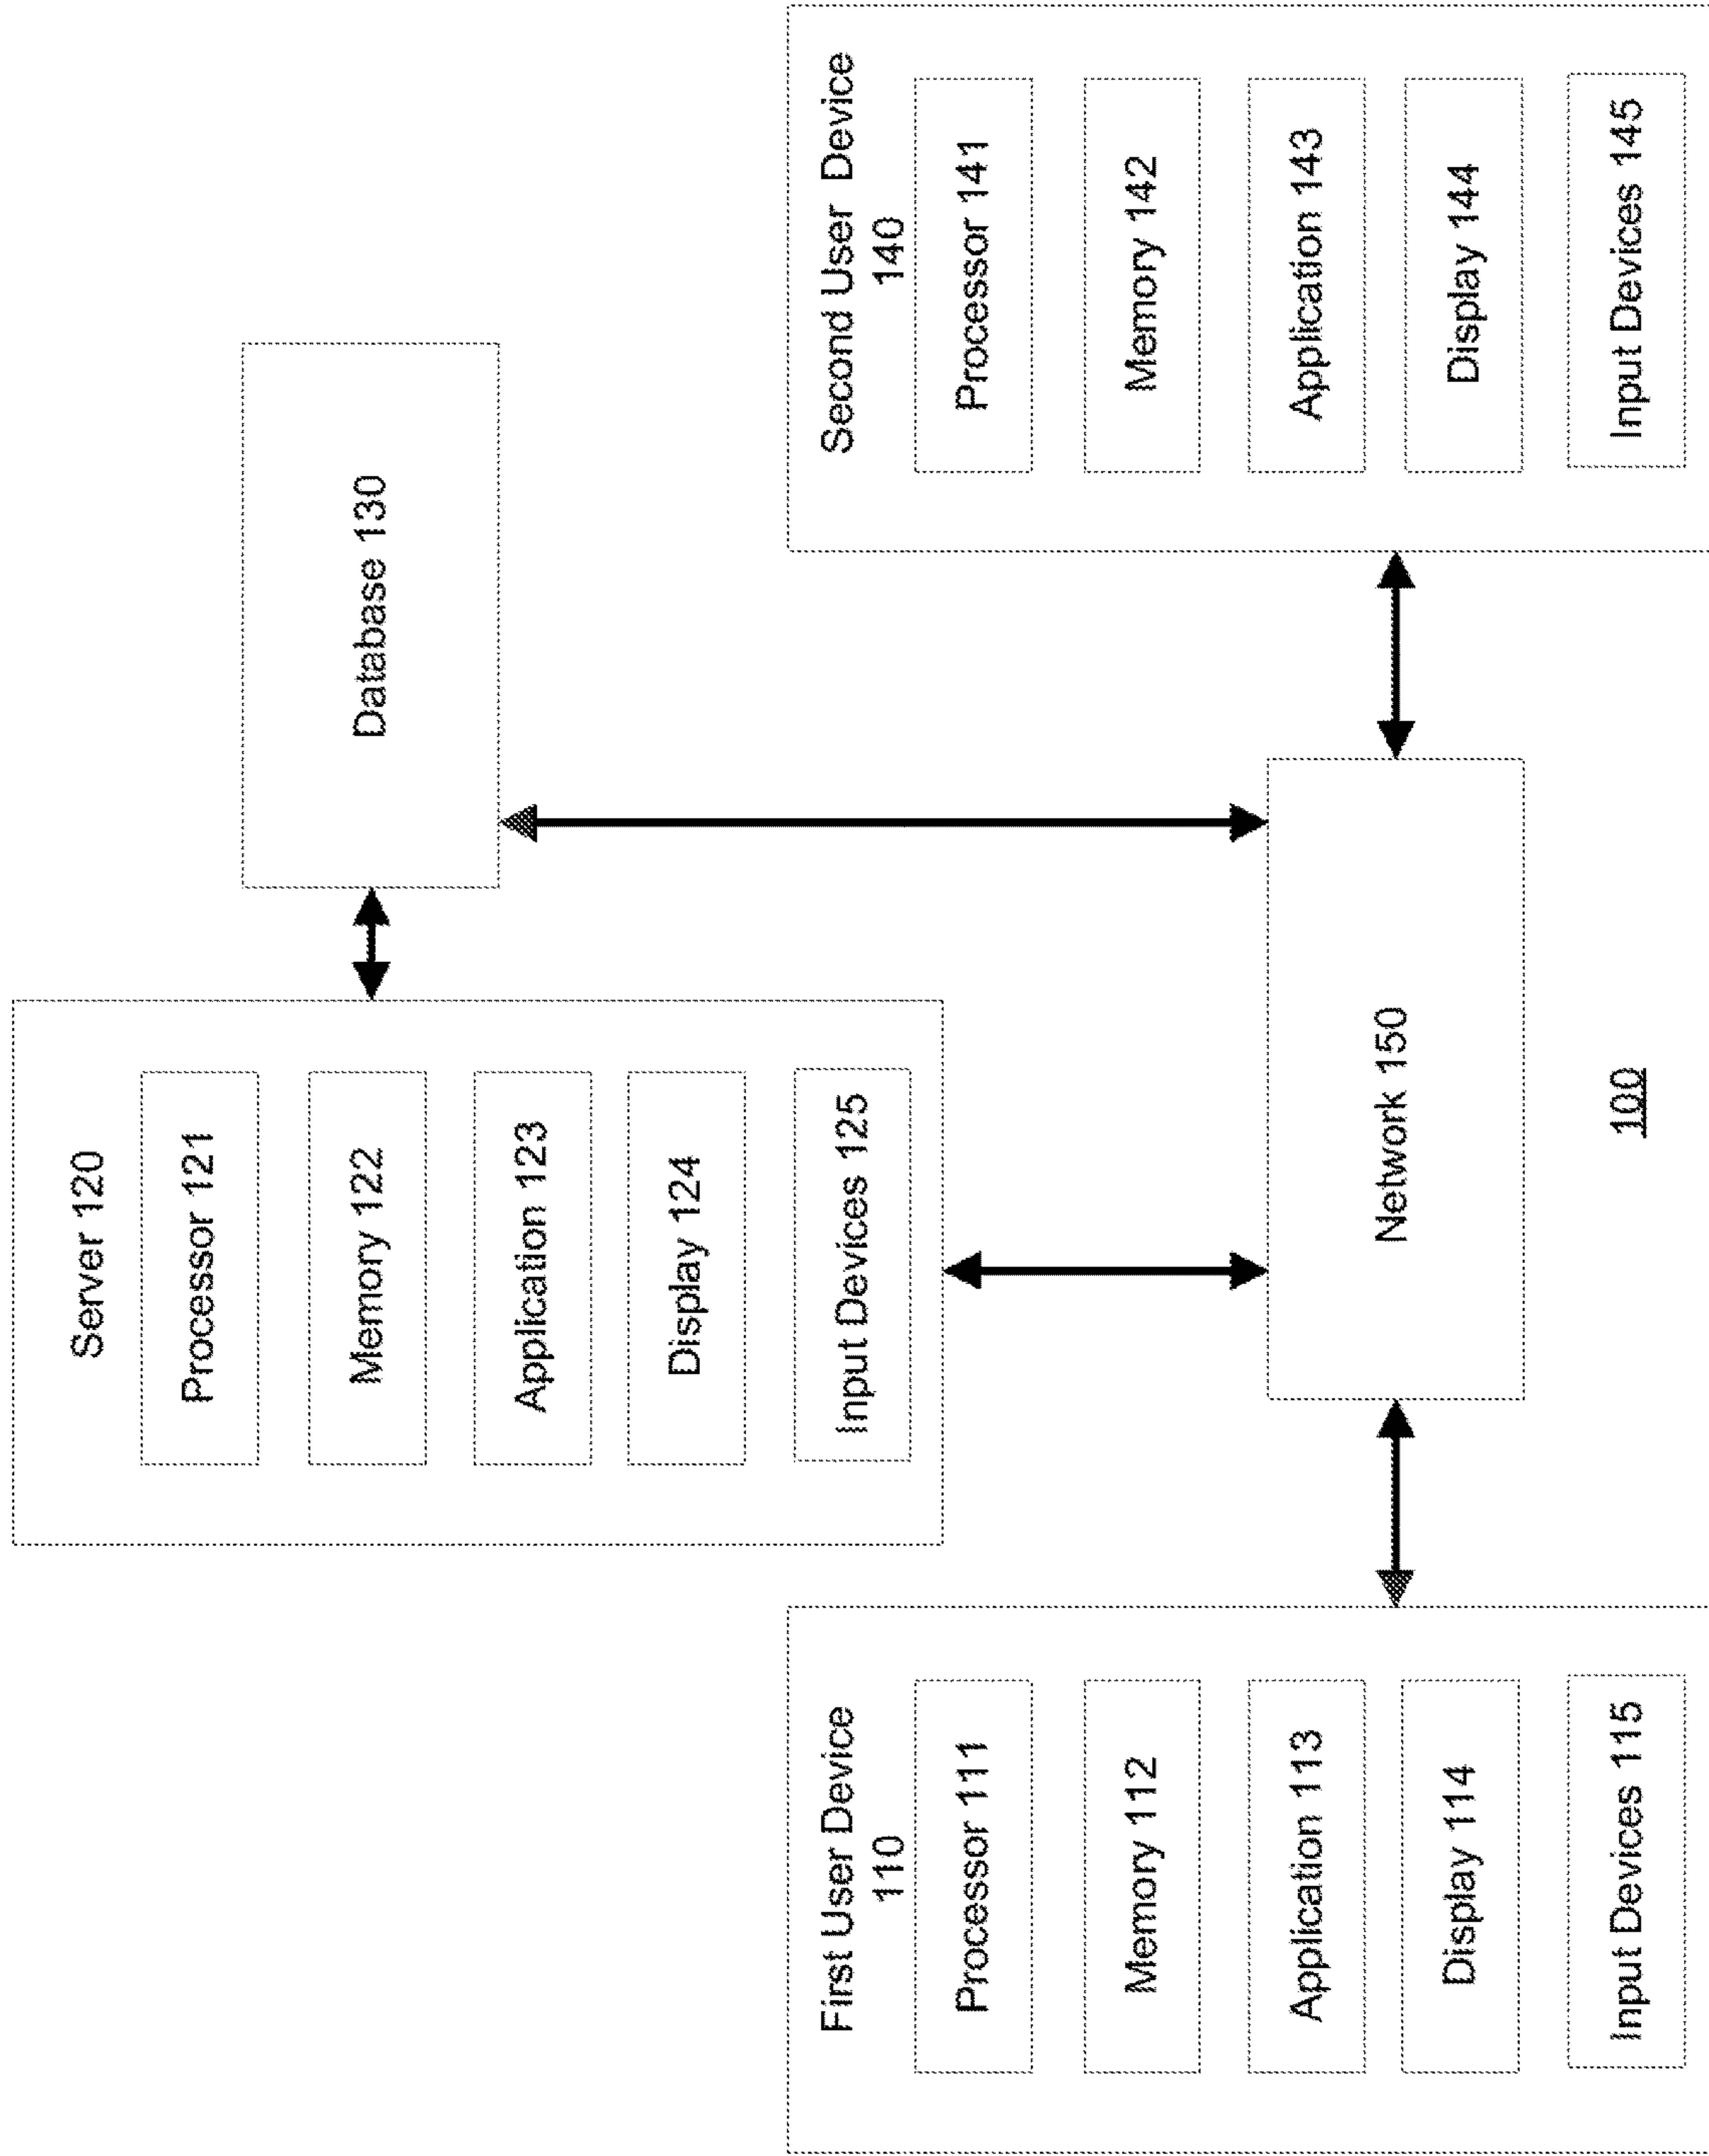 Server 120
Processor 121
Memory 122
Application 123
Display 124
Input Devices 125
Database 130
First User Device
110
Processor 111
Memory 112
Application 113
Display 114
Input Devices 115
Network 150
100
Second User Device
140
Processor 141
Memory 142
Application 143
Display 144
Input Devices 145